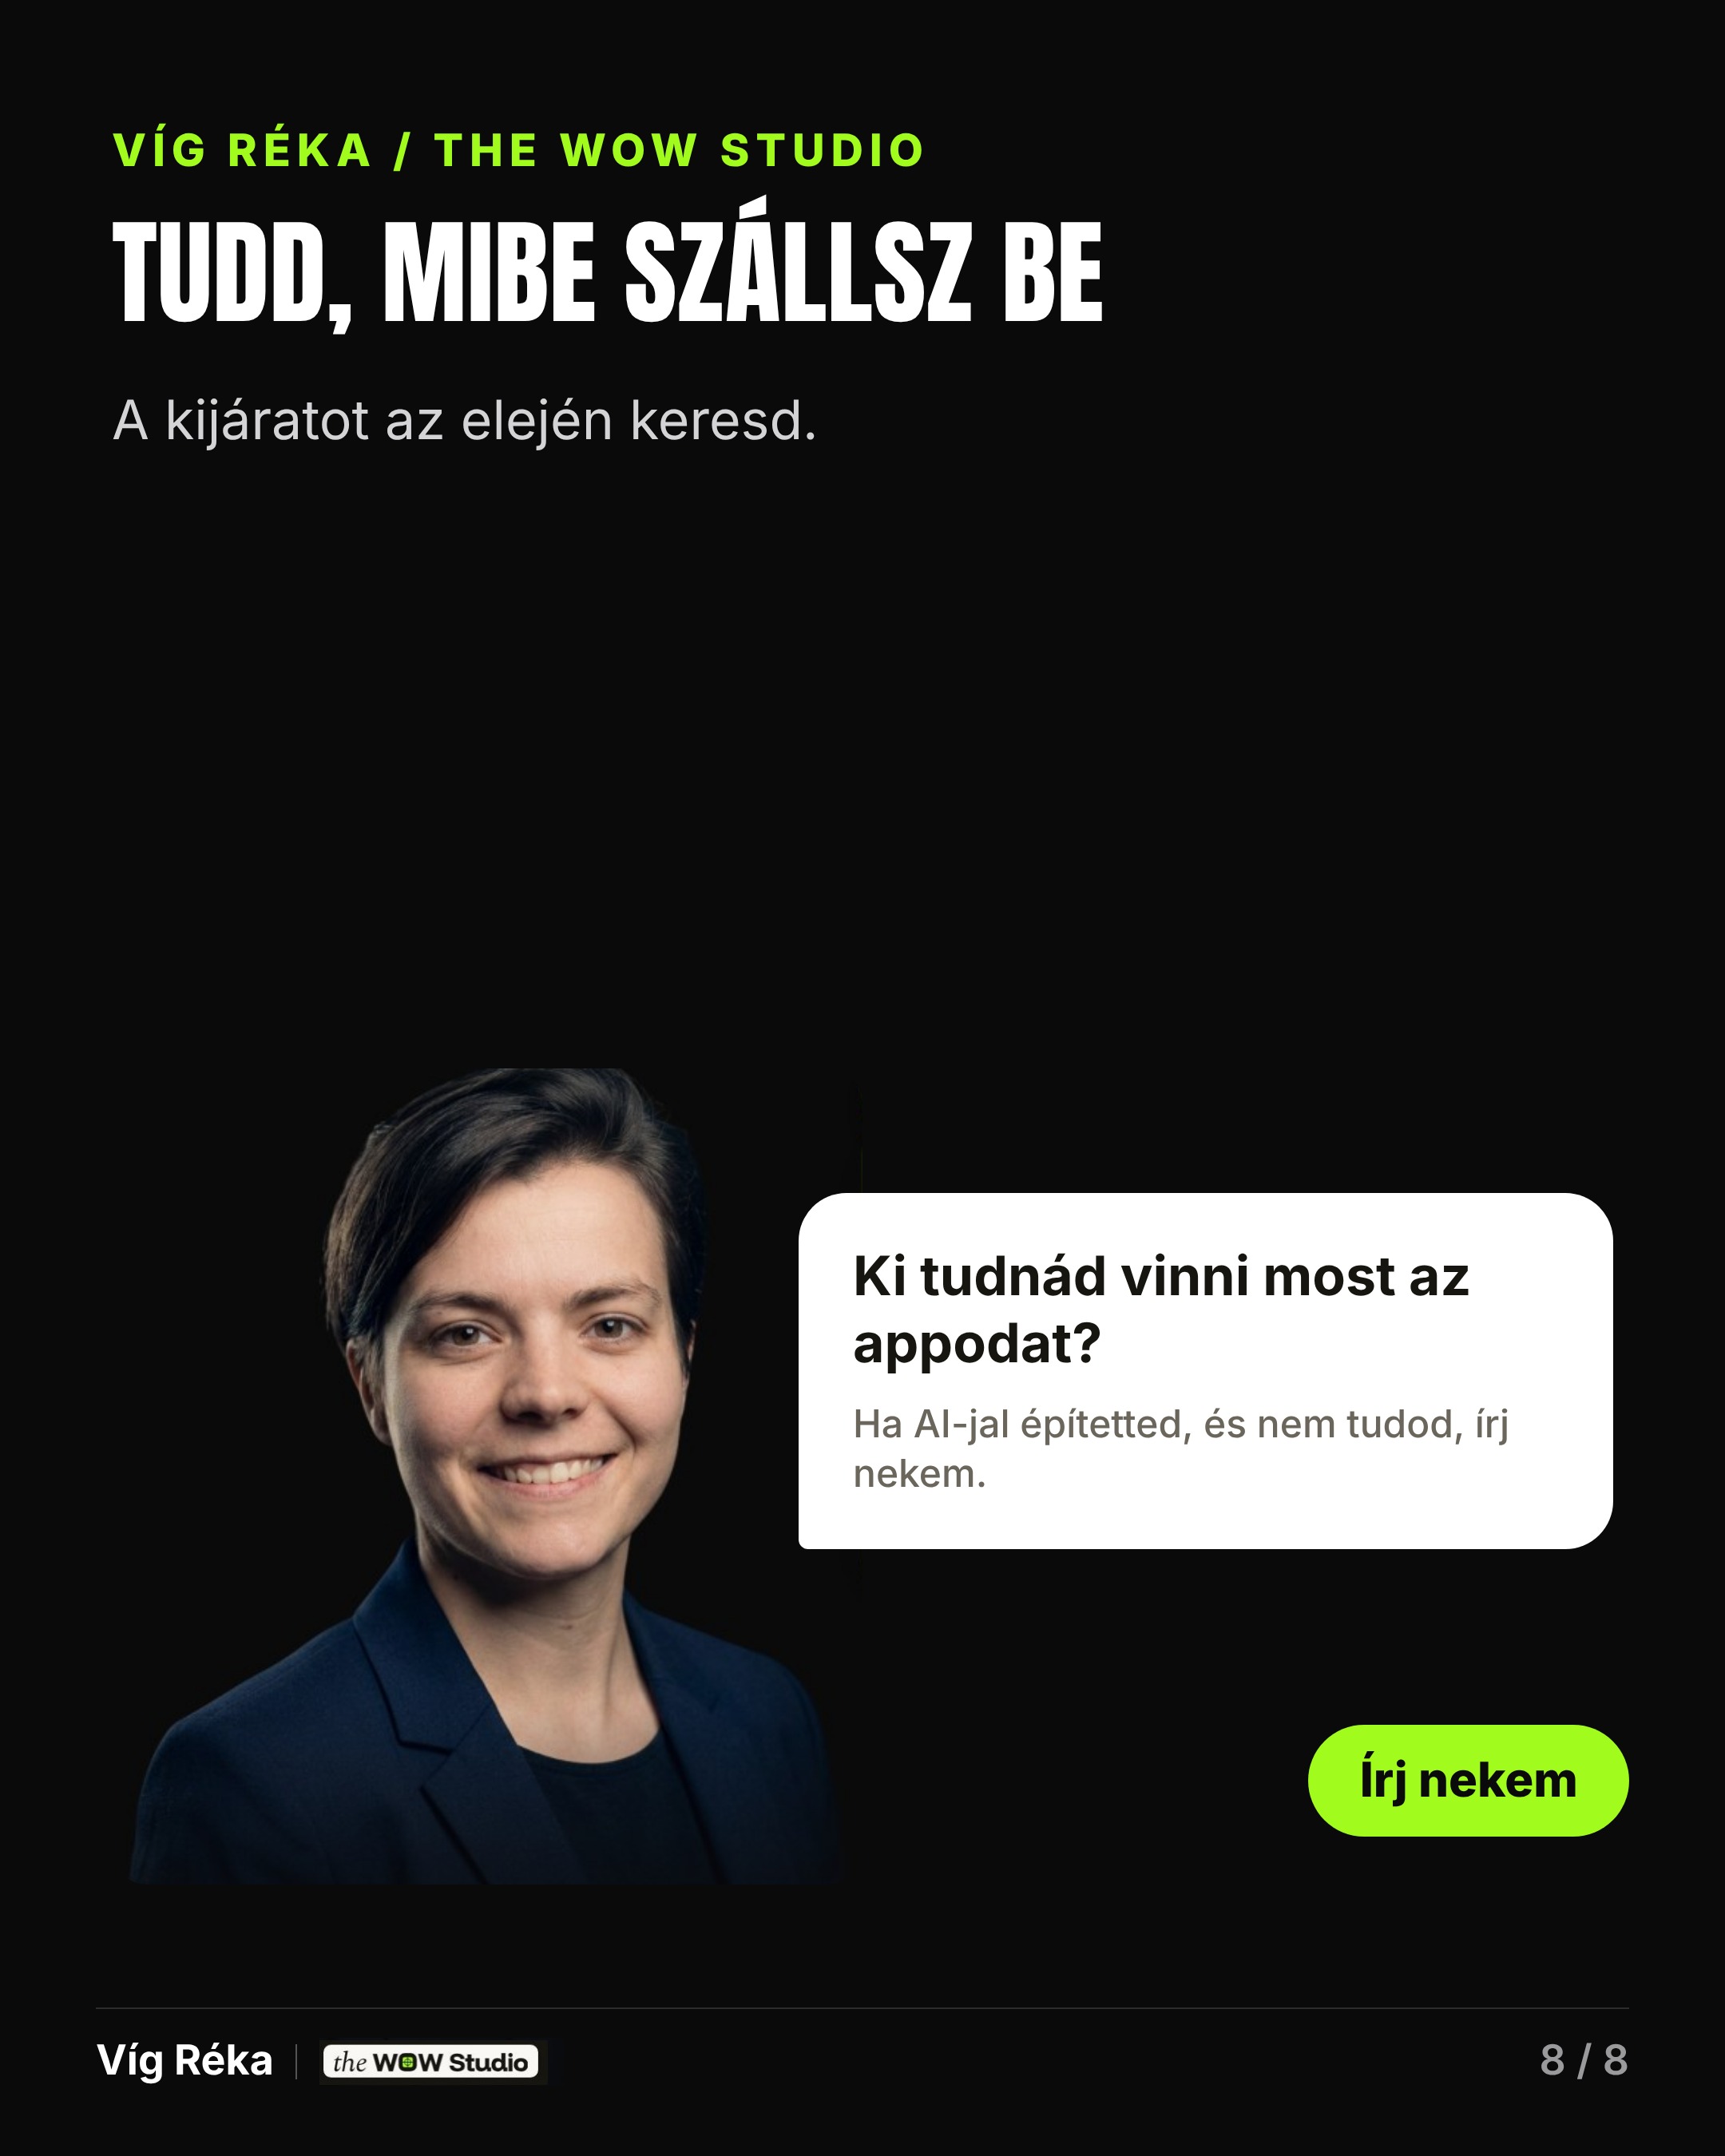 VÍG RÉKA / THE WOW STUDIO
TUDD, MIBE SZÁLLSZ BE
A kijáratot az elején keresd.
Ki tudnád vinni most az
appodat?
Ha AI-jal építetted, és nem tudod, írj
nekem.
Írj nekem
Víg Réka
the WOW Studio
8 / 8